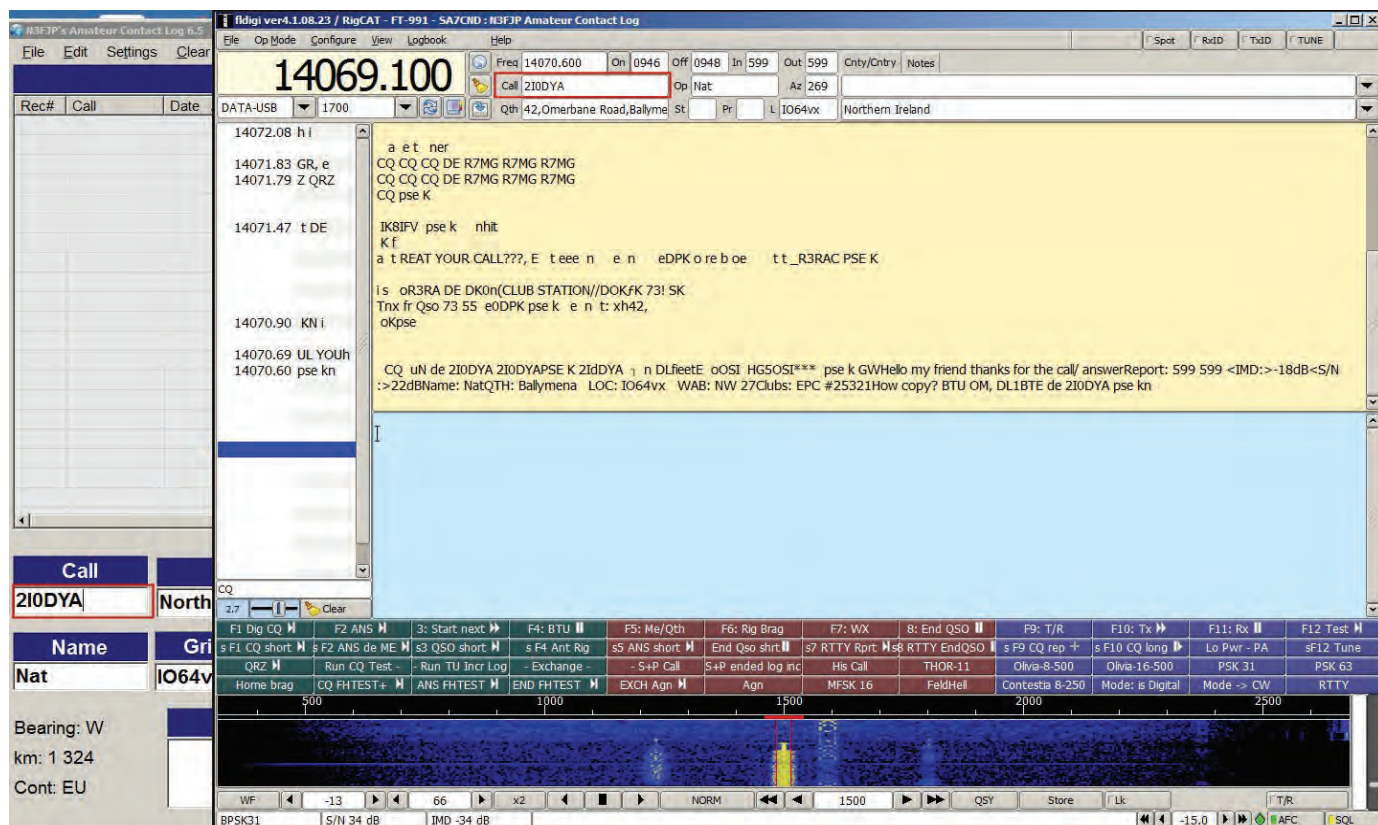 N3FJP's Amateur Contact Log 6.5
File Edit Settings Clear
Rec# Call Date
Call
2I0DYA
North
Name Gri
Nat IO64v
Bearing: W
km: 1 324
Cont: EU
fldigi ver4.1.08.23 / RigCAT - FT-991 - SA7CND : N3FJP Amateur Contact Log
File Op Mode Configure View Logbook Help Spot RxID TxID TUNE
14069.100
Freq 14070.600 On 0946 Off 0948 In 599 Out 599 Cnty/Cntry Notes
Call 2I0DYA Op Nat Az 269
DATA-USB 1700 Qth 42,Omerbane Road,Ballyme St Pr L IO64vx Northern Ireland
14072.08 h i
14071.83 GR, e
14071.79 Z QRZ
14071.47 t DE
14070.90 KN i
14070.69 UL YOUh
14070.60 pse kn
CQ
2.7 Clear
a e t ner
CQ CQ CQ DE R7MG R7MG R7MG
CQ CQ CQ DE R7MG R7MG R7MG
CQ pse K
IK8IFV pse k nhit
K f
a t REAT YOUR CALL???, E t eee n e n eDPK o re b oe t t_R3RAC PSE K
i s oR3RA DE DK0n(CLUB STATION//DOKƒK 73! SK
Tnx fr Qso 73 55 e0DPK pse k e n t: xh42,
oKpse
CQ uN de 2I0DYA 2I0DYAPSE K 2IdDYA n DLfieetE oOSI HG5OSI*** pse k GWHello my friend thanks for the call/ answerReport: 599 599 <IMD:>-18dB<S/N
:>22dBName: NatQTH: Ballymena LOC: IO64vx WAB: NW 27Clubs: EPC #25321How copy? BTU OM, DL1BTE de 2I0DYA pse kn
F1 Dig CQ F2 ANS 3: Start next F4: BTU F5: Me/Qth F6: Rig Brag F7: WX 8: End QSO F9: T/R F10: Tx F11: Rx F12 Test
s F1 CQ short s F2 ANS de ME s3 QSO short s F4 Ant Rig s5 ANS short End Qso shrt s7 RTTY Rprt s8 RTTY EndQSO s F9 CQ rep + s F10 CQ long Lo Pwr - PA sF12 Tune
QRZ Run CQ Test - - Run TU Incr Log - Exchange - - S+P Call S+P ended log inc His Call THOR-11 Olivia-8-500 Olivia-16-500 PSK 31 PSK 63
Home brag CQ FHTEST+ ANS FHTEST END FHTEST EXCH Agn Agn MFSK 16 FeldHell Contestia 8-250 Mode: is Digital Mode -> CW RTTY
500 1000 1500 2000 2500
WF -13 66 x2 NORM 1500 QSY Store Lk T/R
BPSK31 S/N 34 dB IMD -34 dB -15.0 AFC SQL